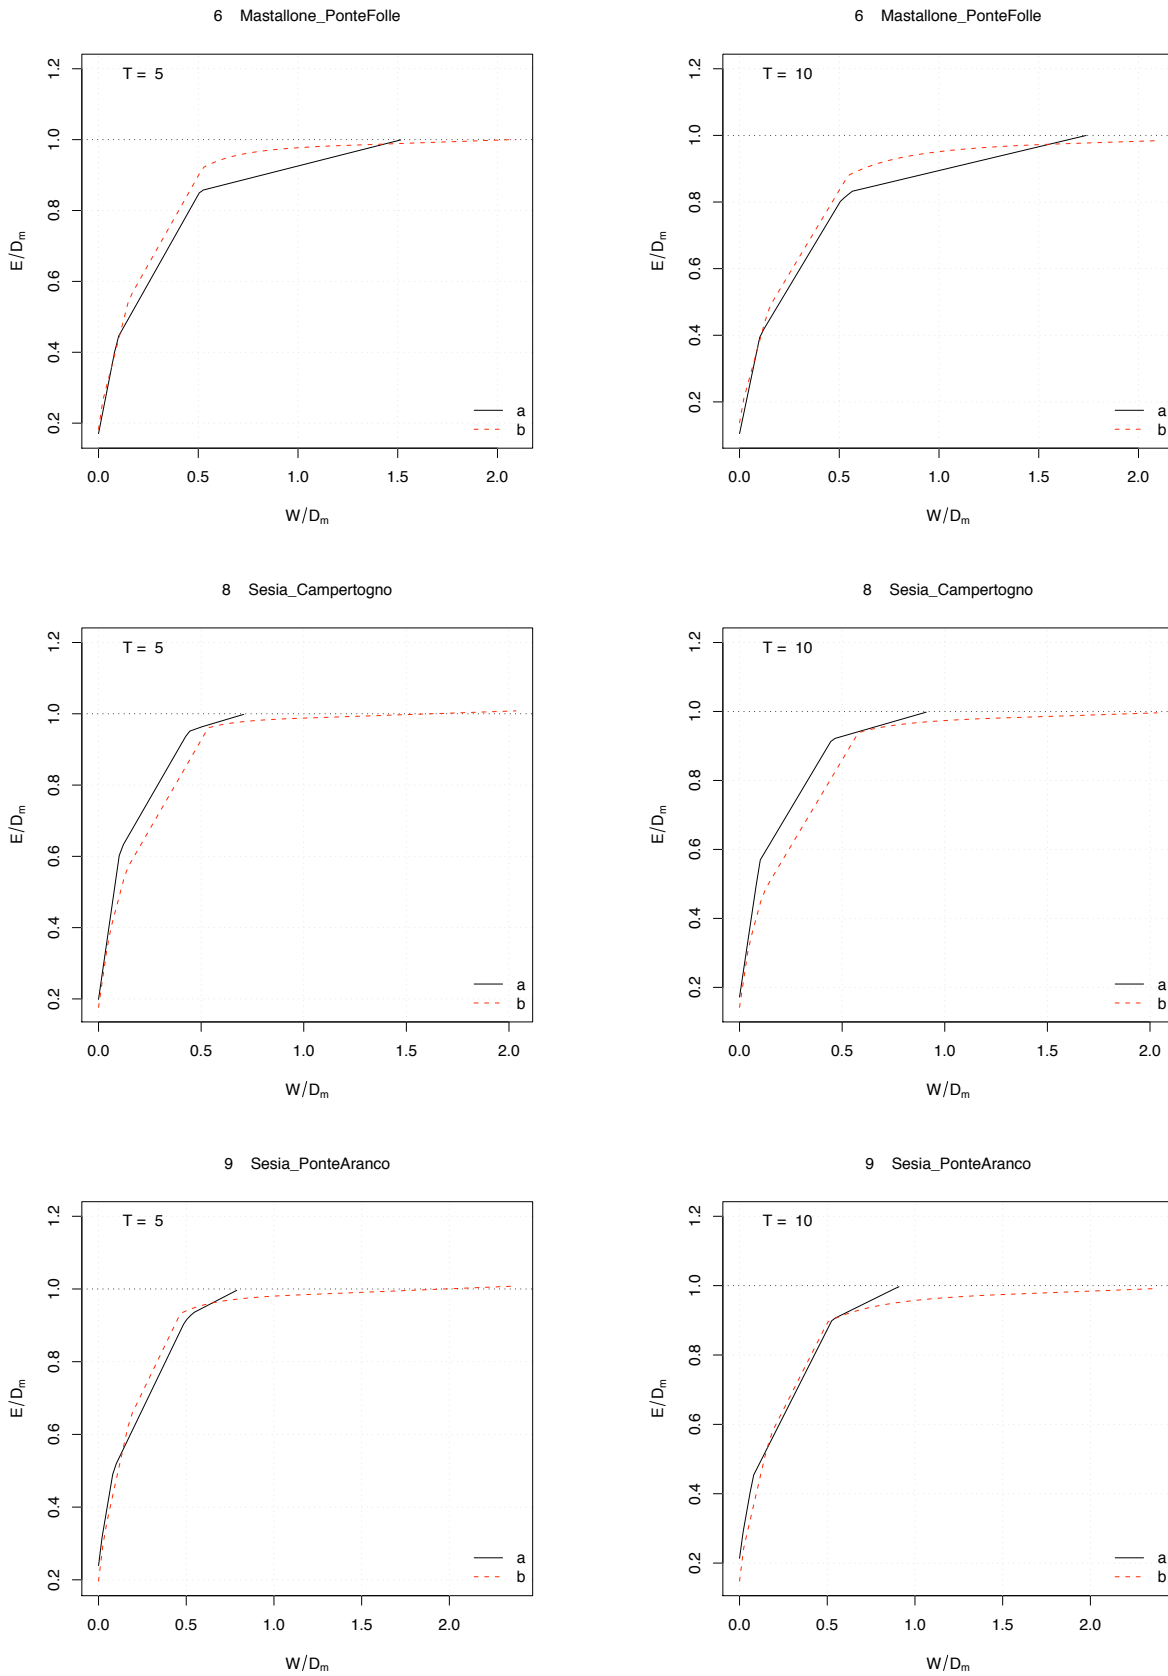 6 Mastallone_PonteFolle
T = 5
E/Dm
0.2 0.4 0.6 0.8 1.0 1.2
a
b
0.0 0.5 1.0 1.5 2.0
W/Dm
6 Mastallone_PonteFolle
T = 10
E/Dm
0.2 0.4 0.6 0.8 1.0 1.2
a
b
0.0 0.5 1.0 1.5 2.0
W/Dm
8 Sesia_Campertogno
T = 5
E/Dm
0.2 0.4 0.6 0.8 1.0 1.2
a
b
0.0 0.5 1.0 1.5 2.0
W/Dm
8 Sesia_Campertogno
T = 10
E/Dm
0.2 0.4 0.6 0.8 1.0 1.2
a
b
0.0 0.5 1.0 1.5 2.0
W/Dm
9 Sesia_PonteAranco
T = 5
E/Dm
0.2 0.4 0.6 0.8 1.0 1.2
a
b
0.0 0.5 1.0 1.5 2.0
W/Dm
9 Sesia_PonteAranco
T = 10
E/Dm
0.2 0.4 0.6 0.8 1.0 1.2
a
b
0.0 0.5 1.0 1.5 2.0
W/Dm